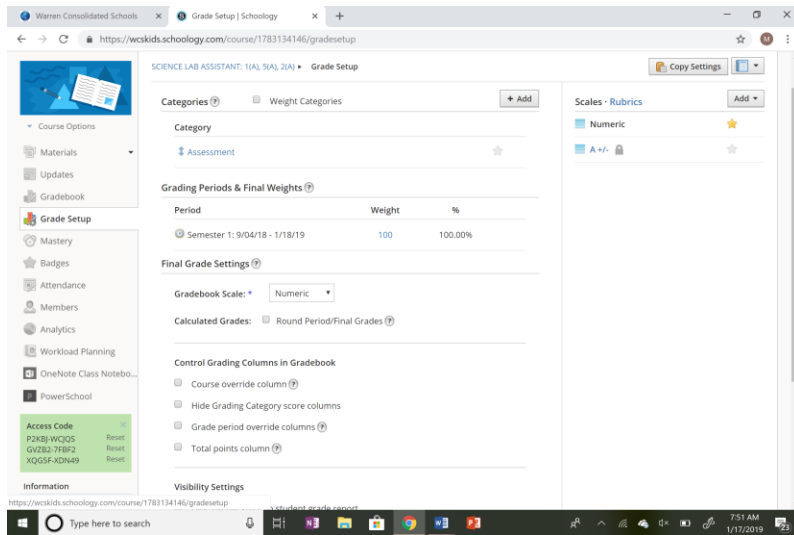 Warren Consolidated Schools
Grade Setup | Schoology
https://wcskids.schoology.com/course/1783134146/gradesetup
M
SCIENCE LAB ASSISTANT: 1(A), 5(A), 2(A) ▸ Grade Setup
Copy Settings
Course Options
Materials
Updates
Gradebook
Grade Setup
Mastery
Badges
Attendance
Members
Analytics
Workload Planning
OneNote Class Notebo...
PowerSchool
Access Code
P2KBJ-WCJQS Reset
GVZB2-7FBF2 Reset
XQG5F-XDN49 Reset
Information
Categories Weight Categories + Add
Category
Assessment
Grading Periods & Final Weights
Period Weight %
Semester 1: 9/04/18 - 1/18/19 100 100.00%
Final Grade Settings
Gradebook Scale: * Numeric
Calculated Grades: Round Period/Final Grades
Control Grading Columns in Gradebook
Course override column
Hide Grading Category score columns
Grade period override columns
Total points column
Visibility Settings
student grade report
Scales · Rubrics Add
Numeric
A +/-
https://wcskids.schoology.com/course/1783134146/gradesetup
Type here to search
7:51 AM
1/17/2019
23